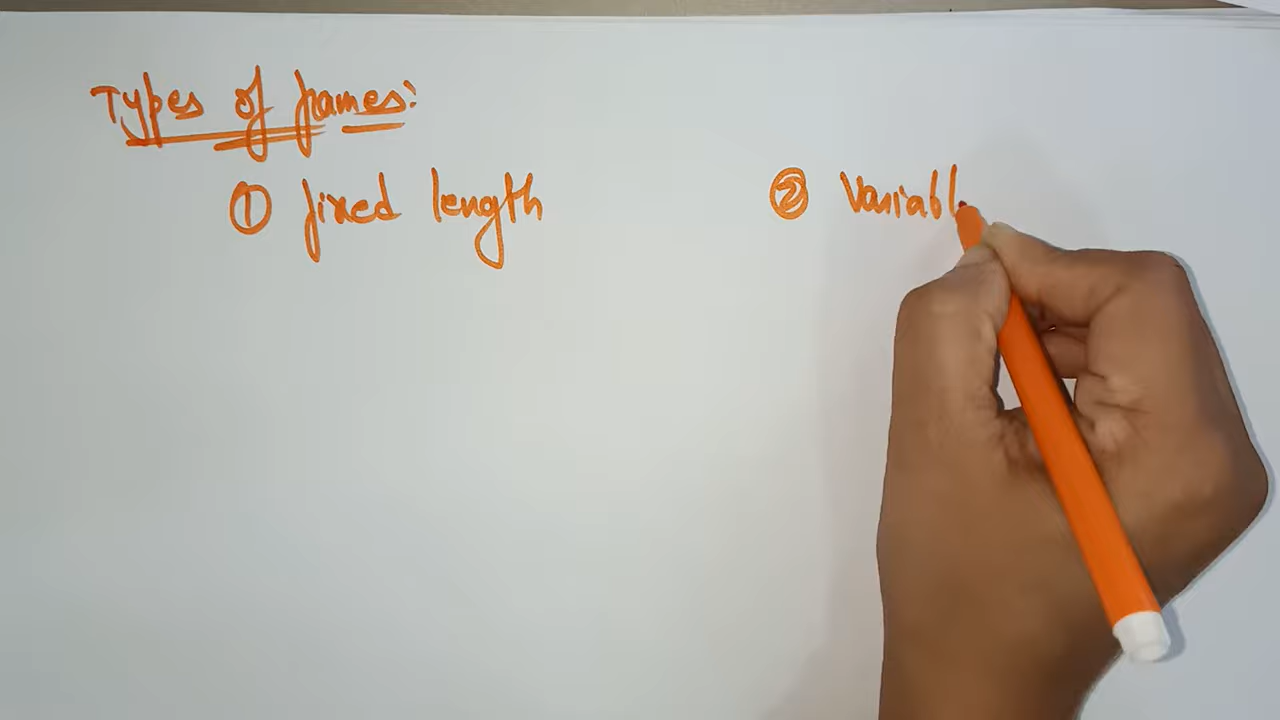 Types of frames:
① fixed length ② Variabl